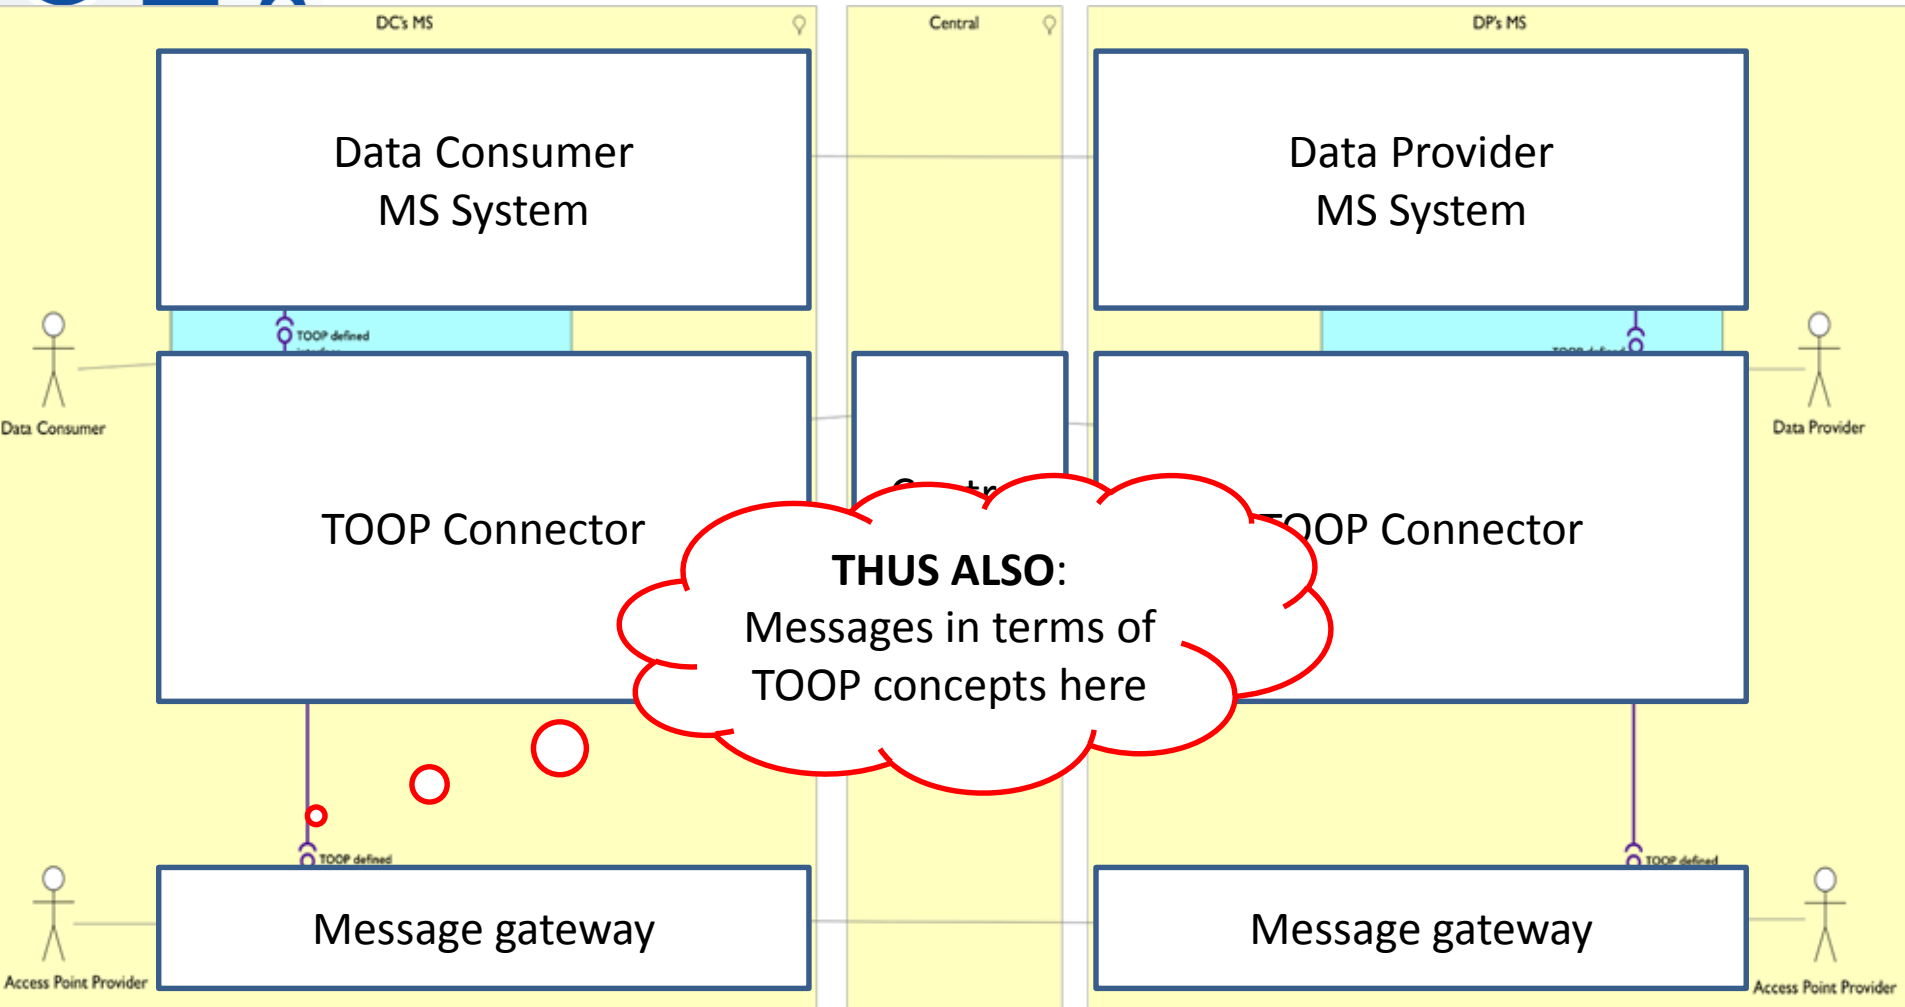 DC's MS
Central
DP's MS
Data Consumer
MS System
Data Provider
MS System
TOOP defined
Data Consumer
Data Provider
TOOP Connector
TOOP Connector
THUS ALSO:
Messages in terms of
TOOP concepts here
TOOP defined
TOOP defined
Message gateway
Message gateway
Access Point Provider
Access Point Provider